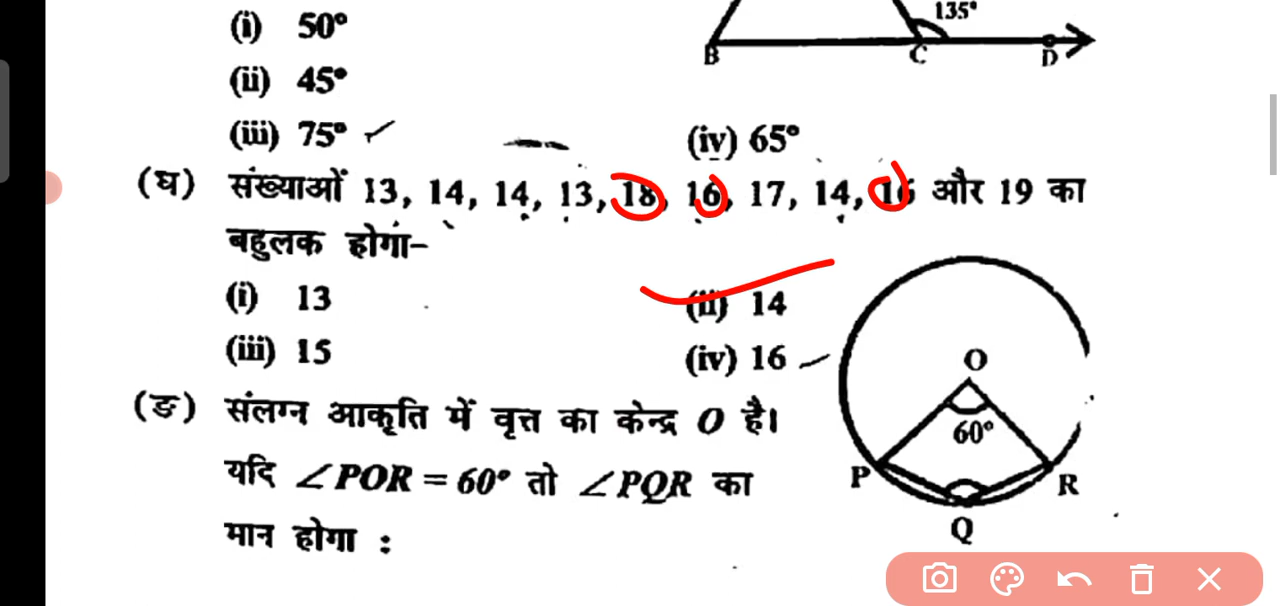 (i) 50°
135°
B C D
(ii) 45°
(iii) 75° (iv) 65°
(घ) संख्याओं 13, 14, 14, 13, 18, 16, 17, 14, 16 और 19 का
बहुलक होगा–
(i) 13 (ii) 14
(iii) 15 (iv) 16
(ङ) संलग्न आकृति में वृत्त का केन्द्र O है।
यदि ∠POR = 60° तो ∠PQR का
मान होगा :
O
60°
P R
Q